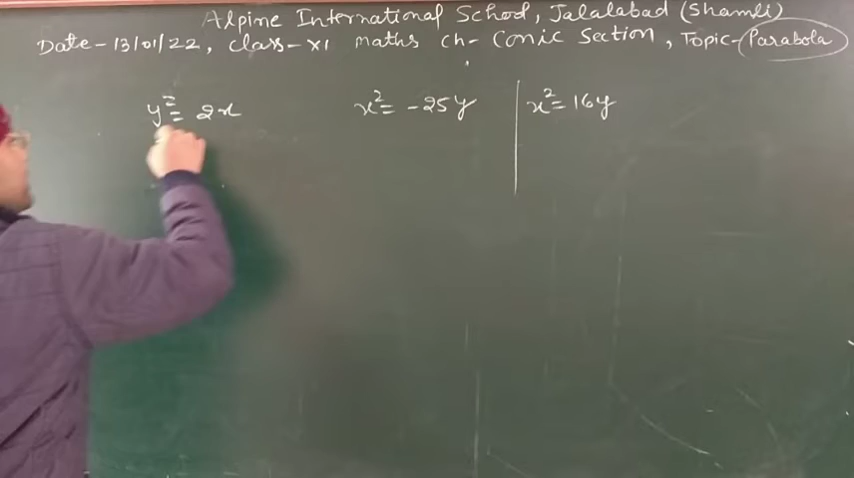 Alpine International School, Jalalabad (Shamli)
Date-13/01/22, Class-XI maths Ch- Conic Section, Topic-Parabola
y²= 2x x²= -25y x²= 16y